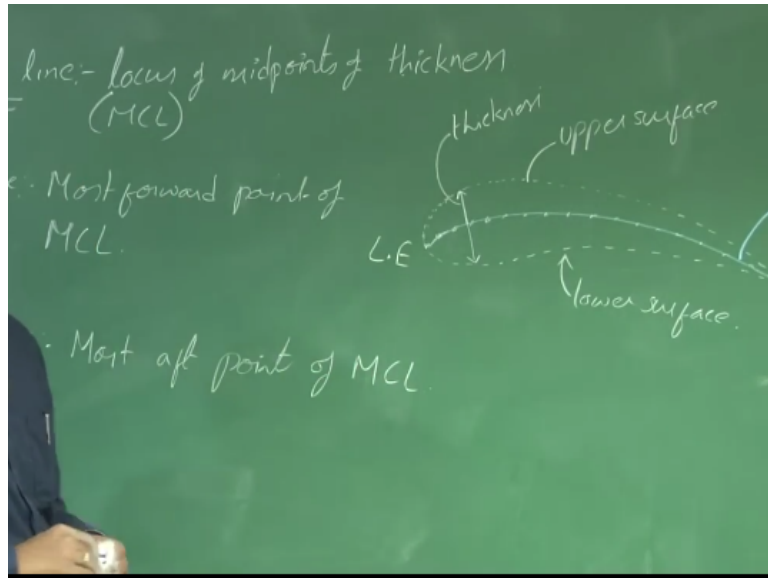 line:- locus of midpoints of thickness
(MCL)
Most forward point of
MCL.
Most aft point of MCL.
thickness
upper surface
L.E
lower surface.